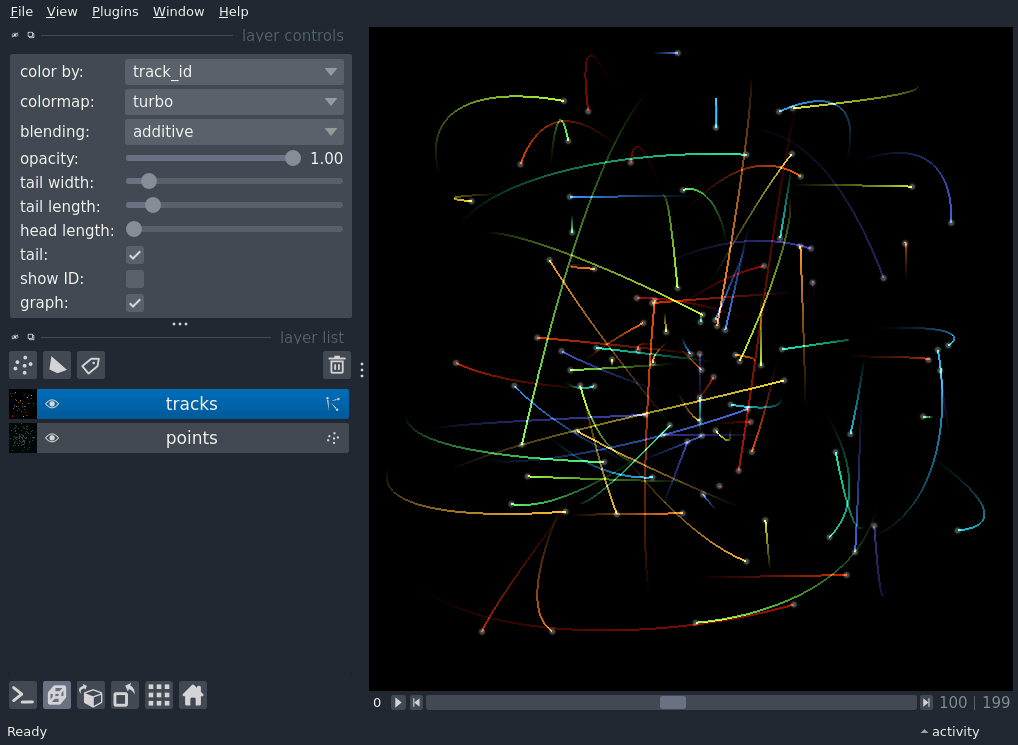 File View Plugins Window Help
layer controls
color by: track_id
colormap: turbo
blending: additive
opacity: 1.00
tail width:
tail length:
head length:
tail:
show ID:
graph:
layer list
tracks
points
0 100 199
Ready activity